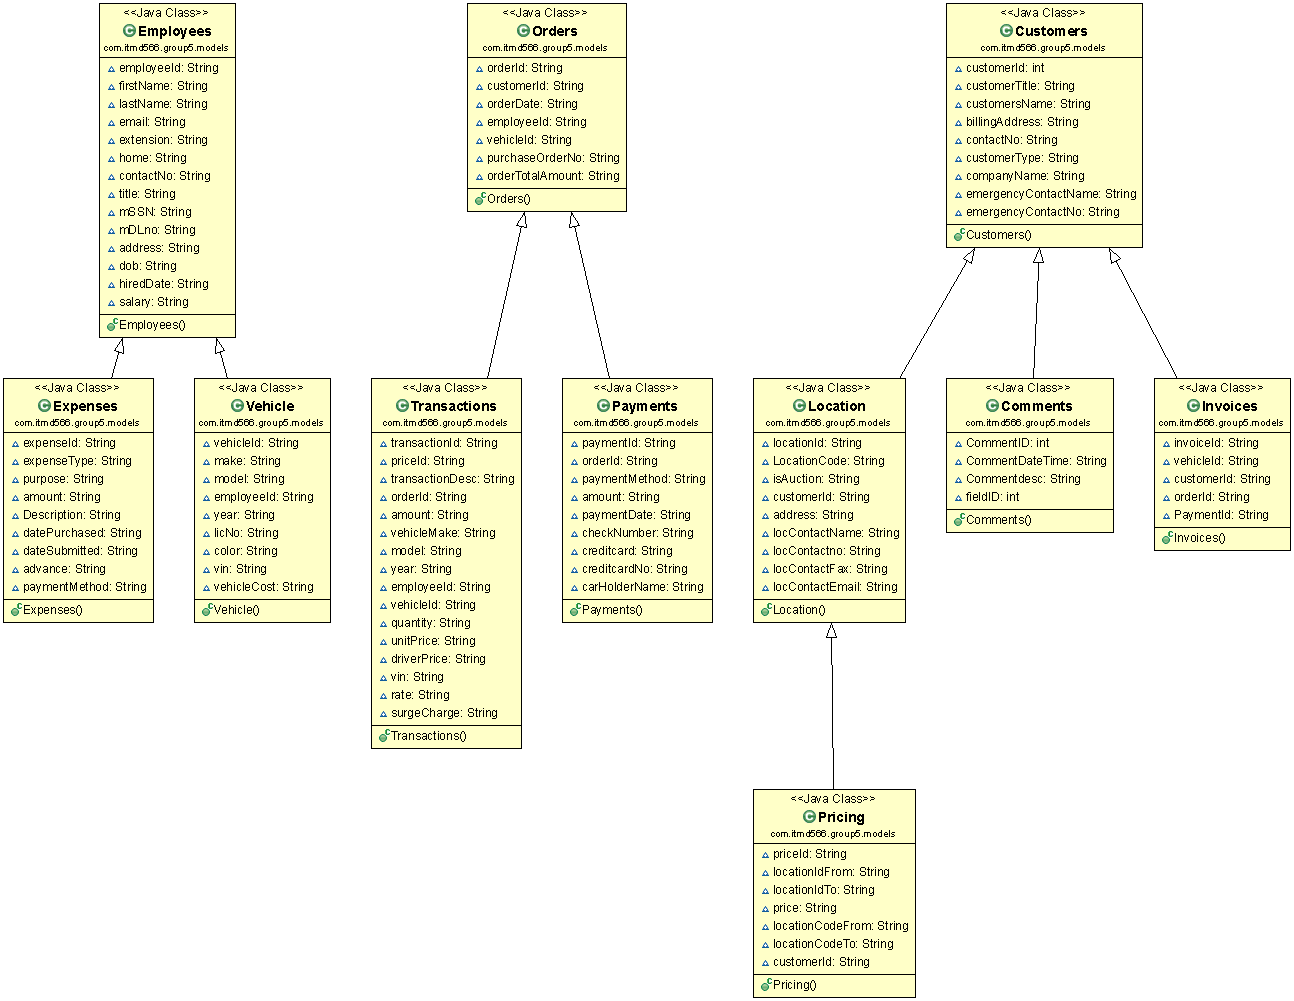 <<Java Class>>
Employees
com.itmd566.group5.models
employeeId: String
firstName: String
lastName: String
email: String
extension: String
home: String
contactNo: String
title: String
mSSN: String
mDLno: String
address: String
dob: String
hiredDate: String
salary: String
Employees()
<<Java Class>>
Orders
com.itmd566.group5.models
orderId: String
customerId: String
orderDate: String
employeeId: String
vehicleId: String
purchaseOrderNo: String
orderTotalAmount: String
Orders()
<<Java Class>>
Customers
com.itmd566.group5.models
customerId: int
customerTitle: String
customersName: String
billingAddress: String
contactNo: String
customerType: String
companyName: String
emergencyContactName: String
emergencyContactNo: String
Customers()
<<Java Class>>
Expenses
com.itmd566.group5.models
expenseId: String
expenseType: String
purpose: String
amount: String
Description: String
datePurchased: String
dateSubmitted: String
advance: String
paymentMethod: String
Expenses()
<<Java Class>>
Vehicle
com.itmd566.group5.models
vehicleId: String
make: String
model: String
employeeId: String
year: String
licNo: String
color: String
vin: String
vehicleCost: String
Vehicle()
<<Java Class>>
Transactions
com.itmd566.group5.models
transactionId: String
priceId: String
transactionDesc: String
orderId: String
amount: String
vehicleMake: String
model: String
year: String
employeeId: String
vehicleId: String
quantity: String
unitPrice: String
driverPrice: String
vin: String
rate: String
surgeCharge: String
Transactions()
<<Java Class>>
Payments
com.itmd566.group5.models
paymentId: String
orderId: String
paymentMethod: String
amount: String
paymentDate: String
checkNumber: String
creditcard: String
creditcardNo: String
carHolderName: String
Payments()
<<Java Class>>
Location
com.itmd566.group5.models
locationId: String
LocationCode: String
isAuction: String
customerId: String
address: String
locContactName: String
locContactno: String
locContactFax: String
locContactEmail: String
Location()
<<Java Class>>
Comments
com.itmd566.group5.models
CommentID: int
CommentDateTime: String
Commentdesc: String
fieldID: int
Comments()
<<Java Class>>
Invoices
com.itmd566.group5.models
invoiceId: String
vehicleId: String
customerId: String
orderId: String
PaymentId: String
Invoices()
<<Java Class>>
Pricing
com.itmd566.group5.models
priceId: String
locationIdFrom: String
locationIdTo: String
price: String
locationCodeFrom: String
locationCodeTo: String
customerId: String
Pricing()